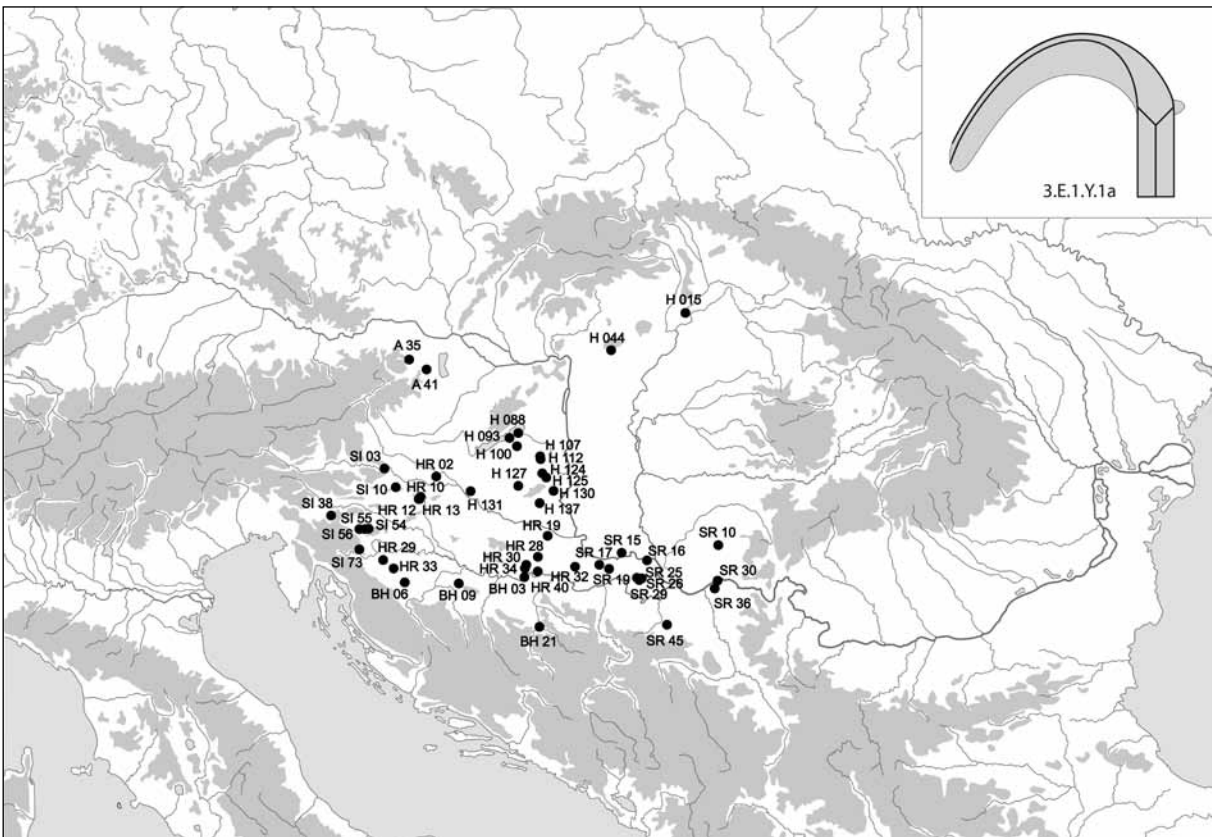 3.E.1.Y.1a
H 015
H 044
A 35
A 41
H 088
H 093
H 100
H 107
H 112
H 124
H 125
H 127
H 130
H 131
H 137
SI 03
HR 02
SI 10
HR 10
HR 12
HR 13
SI 38
SI 55
SI 54
SI 56
SI 73
HR 29
HR 33
BH 06
BH 09
HR 19
HR 28
HR 30
HR 34
BH 03
HR 40
HR 32
BH 21
SR 15
SR 17
SR 16
SR 19
SR 25
SR 26
SR 29
SR 10
SR 30
SR 36
SR 45